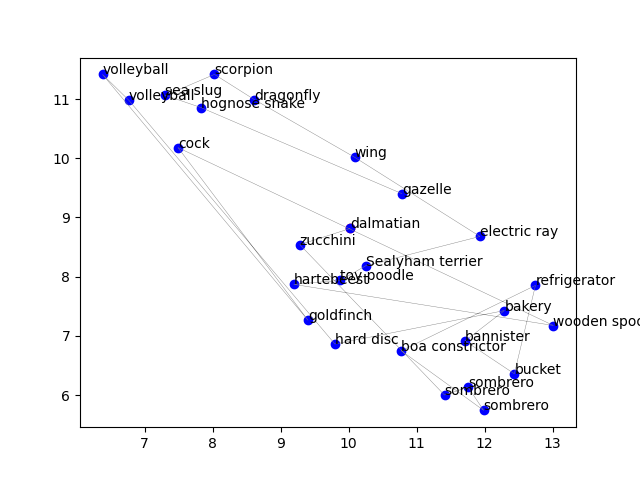 volleyball
scorpion
sea slug
volleyball
dragonfly
hognose snake
11
cock
wing
10
gazelle
9
dalmatian
electric ray
zucchini
Sealyham terrier
8
hartebeest
toy poodle
refrigerator
bakery
goldfinch
wooden spoo
7
hard disc
bannister
boa constrictor
bucket
6
sombrero
sombrero
sombrero
7 8 9 10 11 12 13